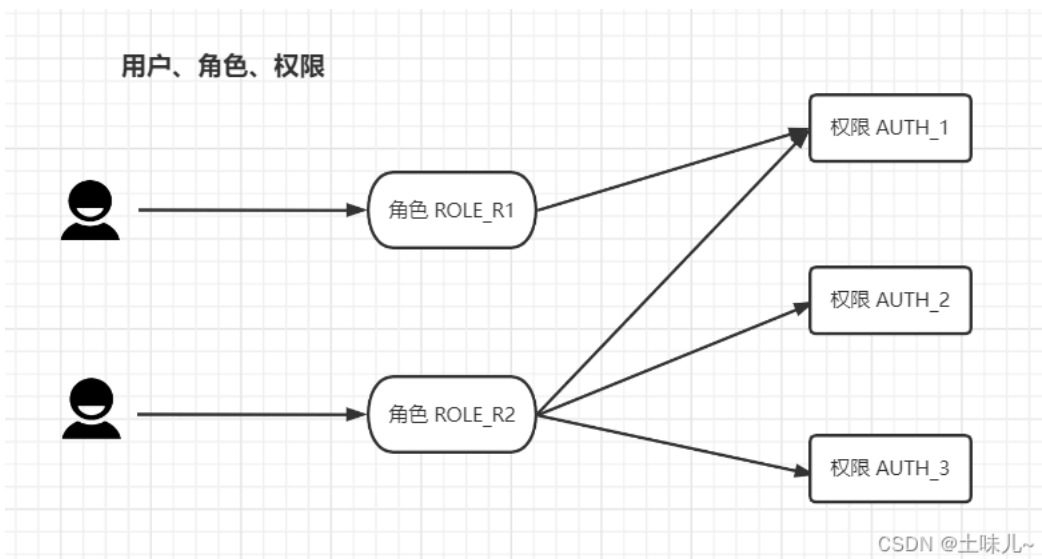 用户、角色、权限
权限 AUTH_1
角色 ROLE_R1
权限 AUTH_2
角色 ROLE_R2
权限 AUTH_3
CSDN @土味儿~